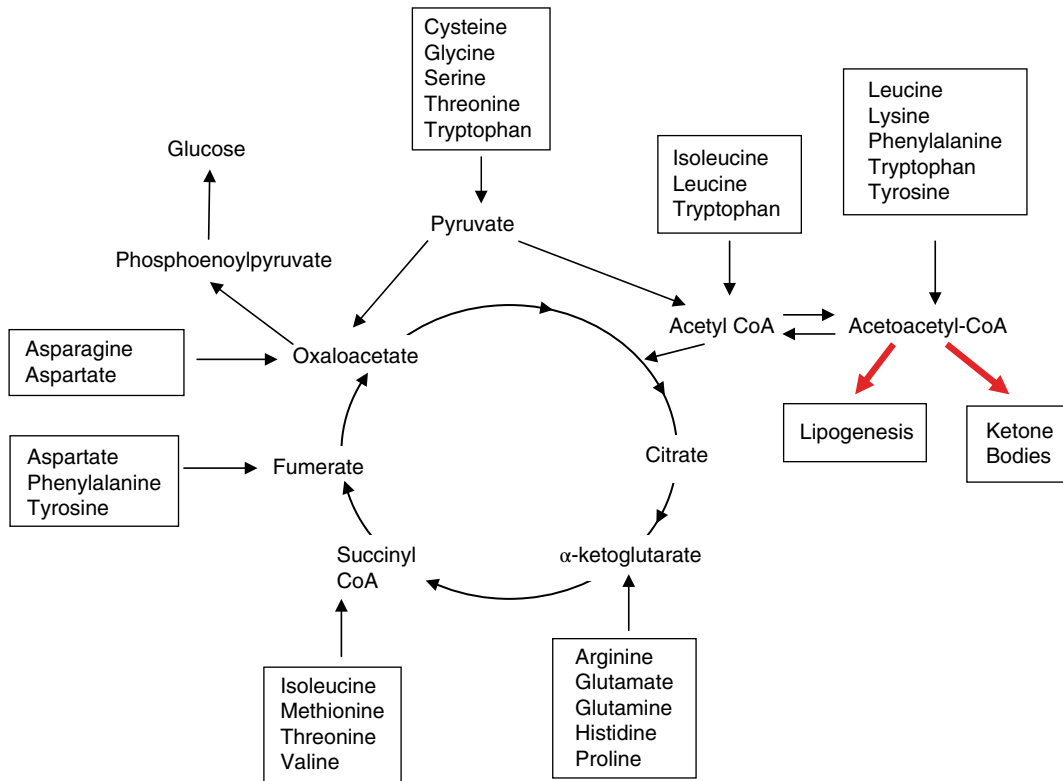 Cysteine
Glycine
Serine
Threonine
Tryptophan
Leucine
Lysine
Phenylalanine
Tryptophan
Tyrosine
Glucose
Isoleucine
Leucine
Tryptophan
Pyruvate
Phosphoenoylpyruvate
Acetyl CoA
Acetoacetyl-CoA
Asparagine
Aspartate
Oxaloacetate
Lipogenesis
Ketone
Bodies
Aspartate
Phenylalanine
Tyrosine
Fumerate
Citrate
Succinyl
CoA
α-ketoglutarate
Isoleucine
Methionine
Threonine
Valine
Arginine
Glutamate
Glutamine
Histidine
Proline